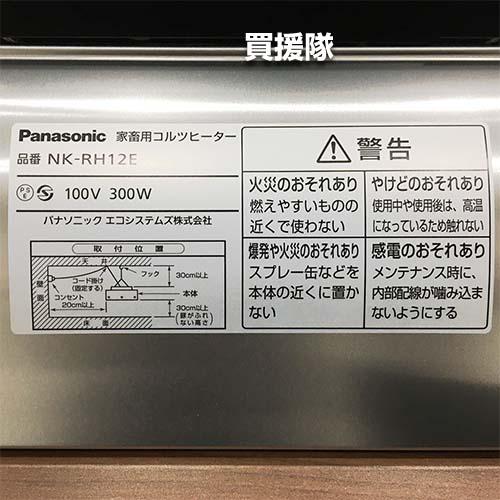 買援隊
Panasonic 家畜用コルツヒーター
品番 NK-RH12E
PS E 100V 300W
パナソニック エコシステムズ株式会社
取付位置
天井
フック
30cm以上
壁面
コード掛け
(固定する)
本体
コンセント
20cm以上
30cm以上
(豚がふれ
ない高さ)
床面
警告
火災のおそれあり
燃えやすいものの
近くで使わない
やけどのおそれあり
使用中や使用後は、高温
になっているため触れない
爆発や火災のおそれあり
スプレー缶などを
本体の近くに置か
ない
感電のおそれあり
メンテナンス時に、
内部配線が噛み込ま
ないようにする